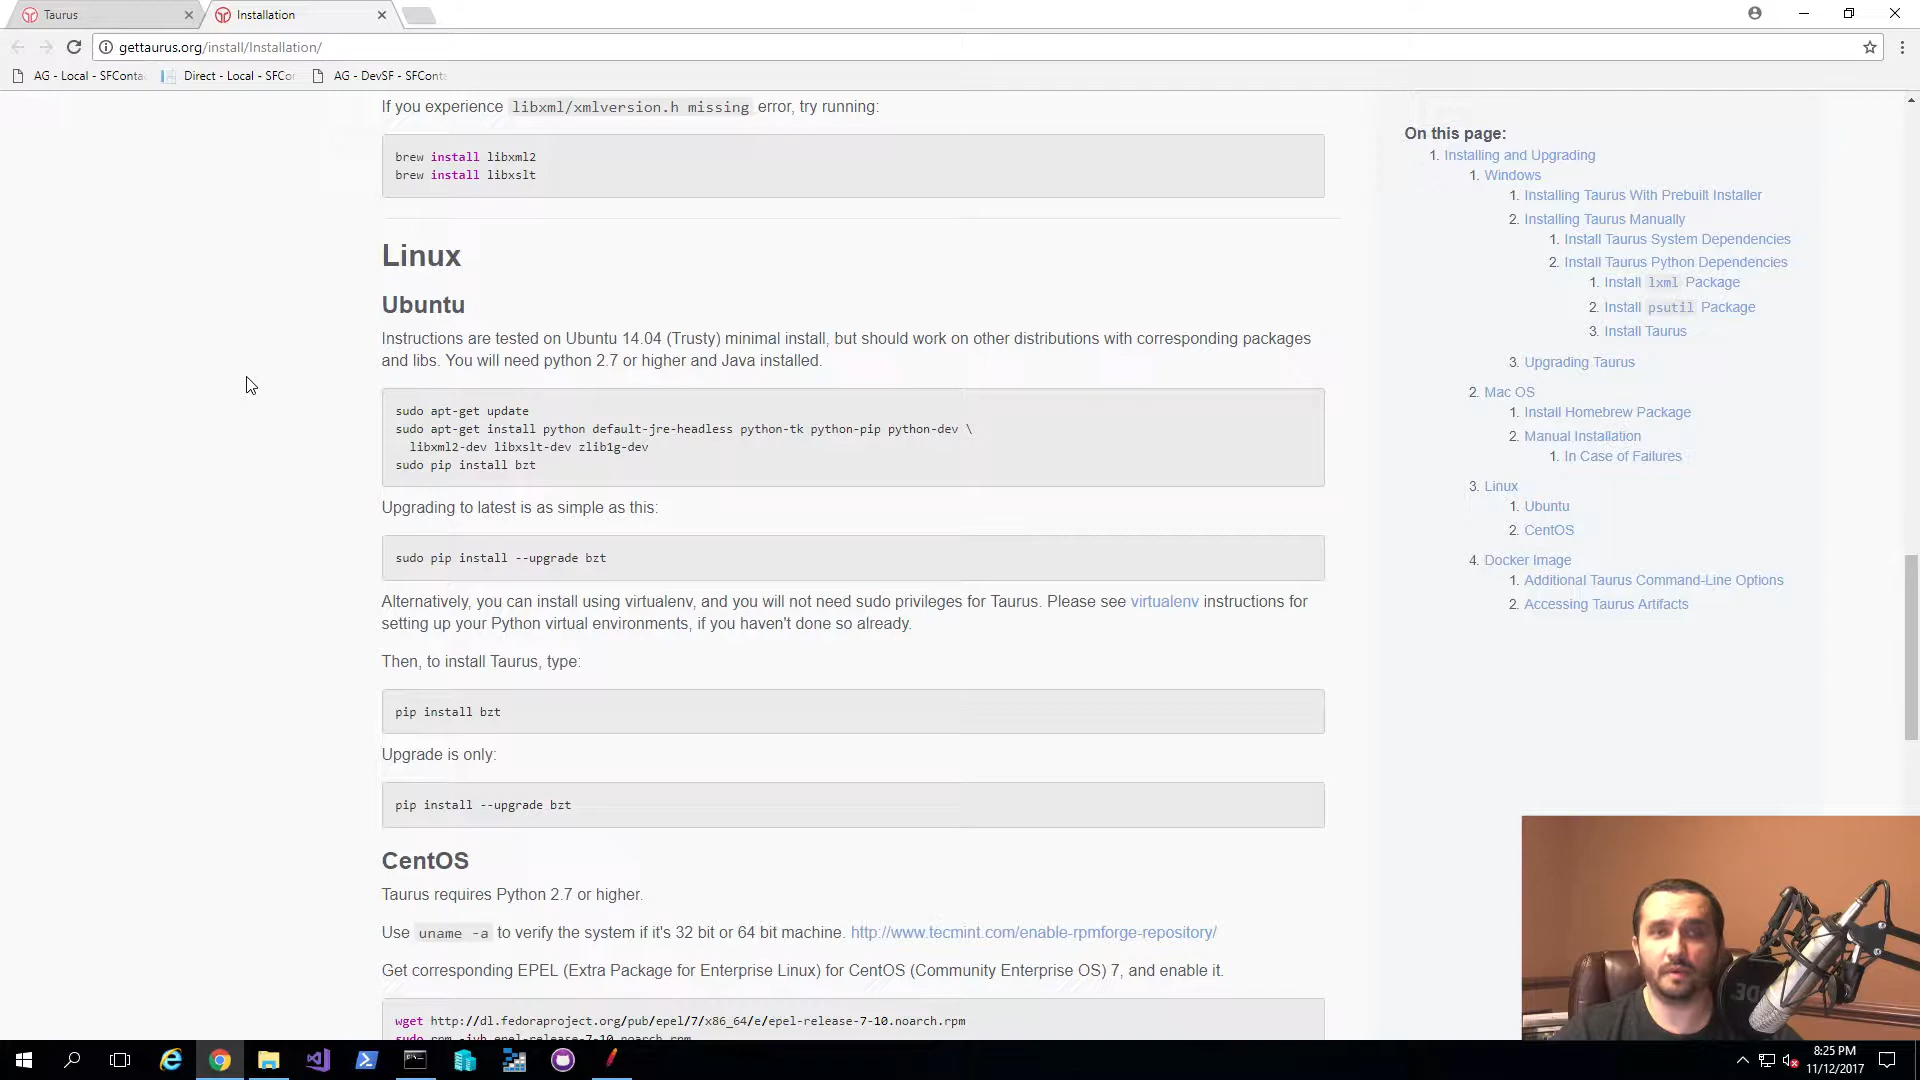 Taurus
Installation
gettaurus.org/install/Installation/
AG - Local - SFConta
Direct - Local - SFCo
AG - DevSF - SFCont
If you experience libxml/xmlversion.h missing error, try running:
brew install libxml2
brew install libxslt
Linux
Ubuntu
Instructions are tested on Ubuntu 14.04 (Trusty) minimal install, but should work on other distributions with corresponding packages
and libs. You will need python 2.7 or higher and Java installed.
sudo apt-get update
sudo apt-get install python default-jre-headless python-tk python-pip python-dev \
libxml2-dev libxslt-dev zlib1g-dev
sudo pip install bzt
Upgrading to latest is as simple as this:
sudo pip install --upgrade bzt
Alternatively, you can install using virtualenv, and you will not need sudo privileges for Taurus. Please see virtualenv instructions for
setting up your Python virtual environments, if you haven't done so already.
Then, to install Taurus, type:
pip install bzt
Upgrade is only:
pip install --upgrade bzt
CentOS
Taurus requires Python 2.7 or higher.
Use uname -a to verify the system if it's 32 bit or 64 bit machine. http://www.tecmint.com/enable-rpmforge-repository/
Get corresponding EPEL (Extra Package for Enterprise Linux) for CentOS (Community Enterprise OS) 7, and enable it.
wget http://dl.fedoraproject.org/pub/epel/7/x86_64/e/epel-release-7-10.noarch.rpm
sudo rpm -ivh epel-release-7-10.noarch.rpm
On this page:
1. Installing and Upgrading
1. Windows
1. Installing Taurus With Prebuilt Installer
2. Installing Taurus Manually
1. Install Taurus System Dependencies
2. Install Taurus Python Dependencies
1. Install lxml Package
2. Install psutil Package
3. Install Taurus
3. Upgrading Taurus
2. Mac OS
1. Install Homebrew Package
2. Manual Installation
1. In Case of Failures
3. Linux
1. Ubuntu
2. CentOS
4. Docker Image
1. Additional Taurus Command-Line Options
2. Accessing Taurus Artifacts
8:25 PM
11/12/2017